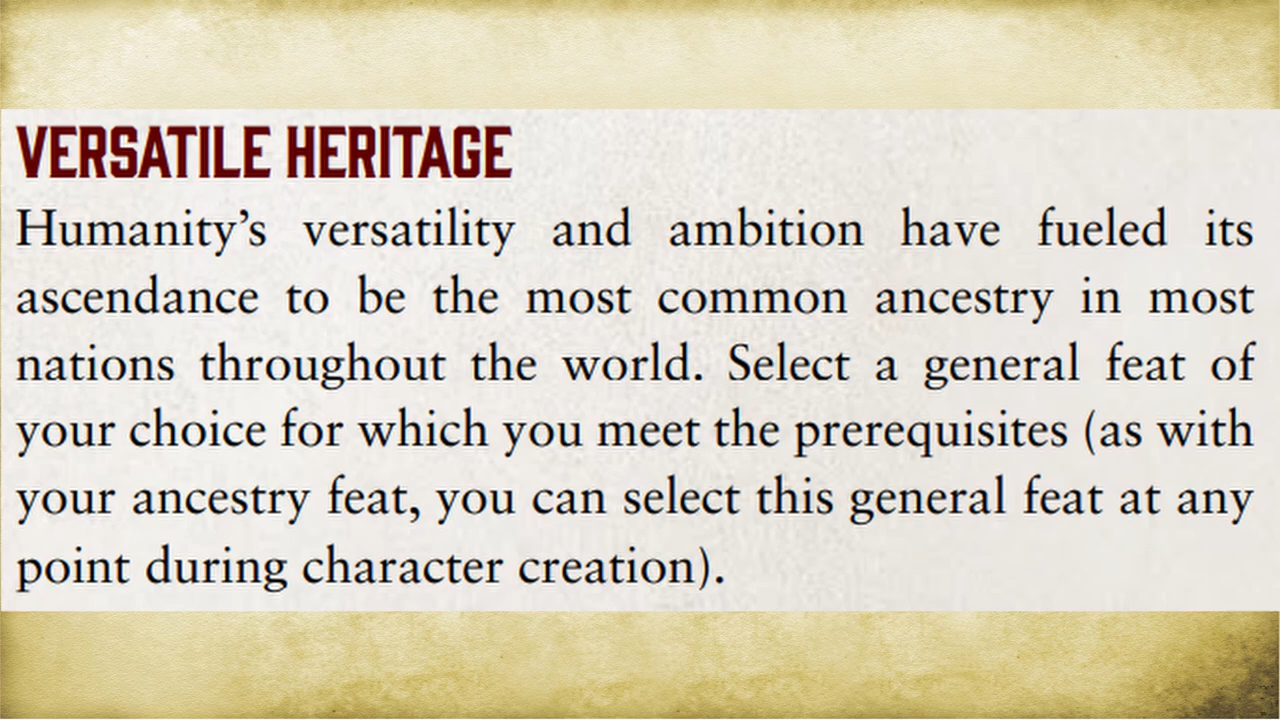 VERSATILE HERITAGE
Humanity’s versatility and ambition have fueled its
ascendance to be the most common ancestry in most
nations throughout the world. Select a general feat of
your choice for which you meet the prerequisites (as with
your ancestry feat, you can select this general feat at any
point during character creation).